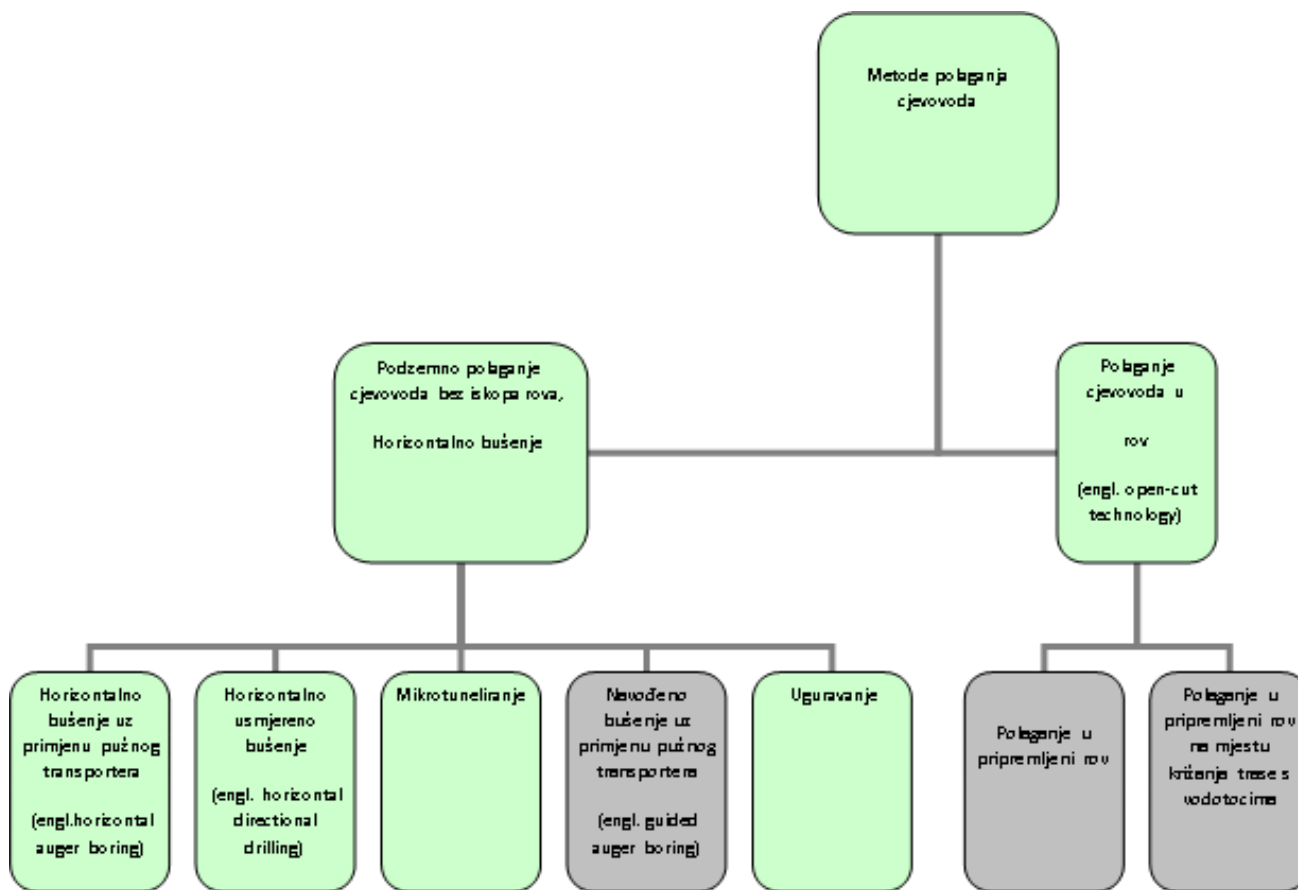 Metode polaganja
cjevovoda
Podzemno polaganje
cjevovoda bez iskopa rova,
Horizontalno bušenje
Polaganje
cjevovoda u
rov
(engl. open-cut
technology)
Horizontalno
bušenje uz
primjenu pužnog
transportera
(engl.horizontal
auger boring)
Horizontalno
usmjereno
bušenje
(engl. horizontal
directional
drilling)
Mikrotuneliranje
Navođeno
bušenje uz
primjenu pužnog
transportera
(engl. guided
auger boring)
Uguravanje
Polaganje u
pripremljeni rov
Polaganje u
pripremljeni rov
na mjestu
križanja trase s
vodotocima